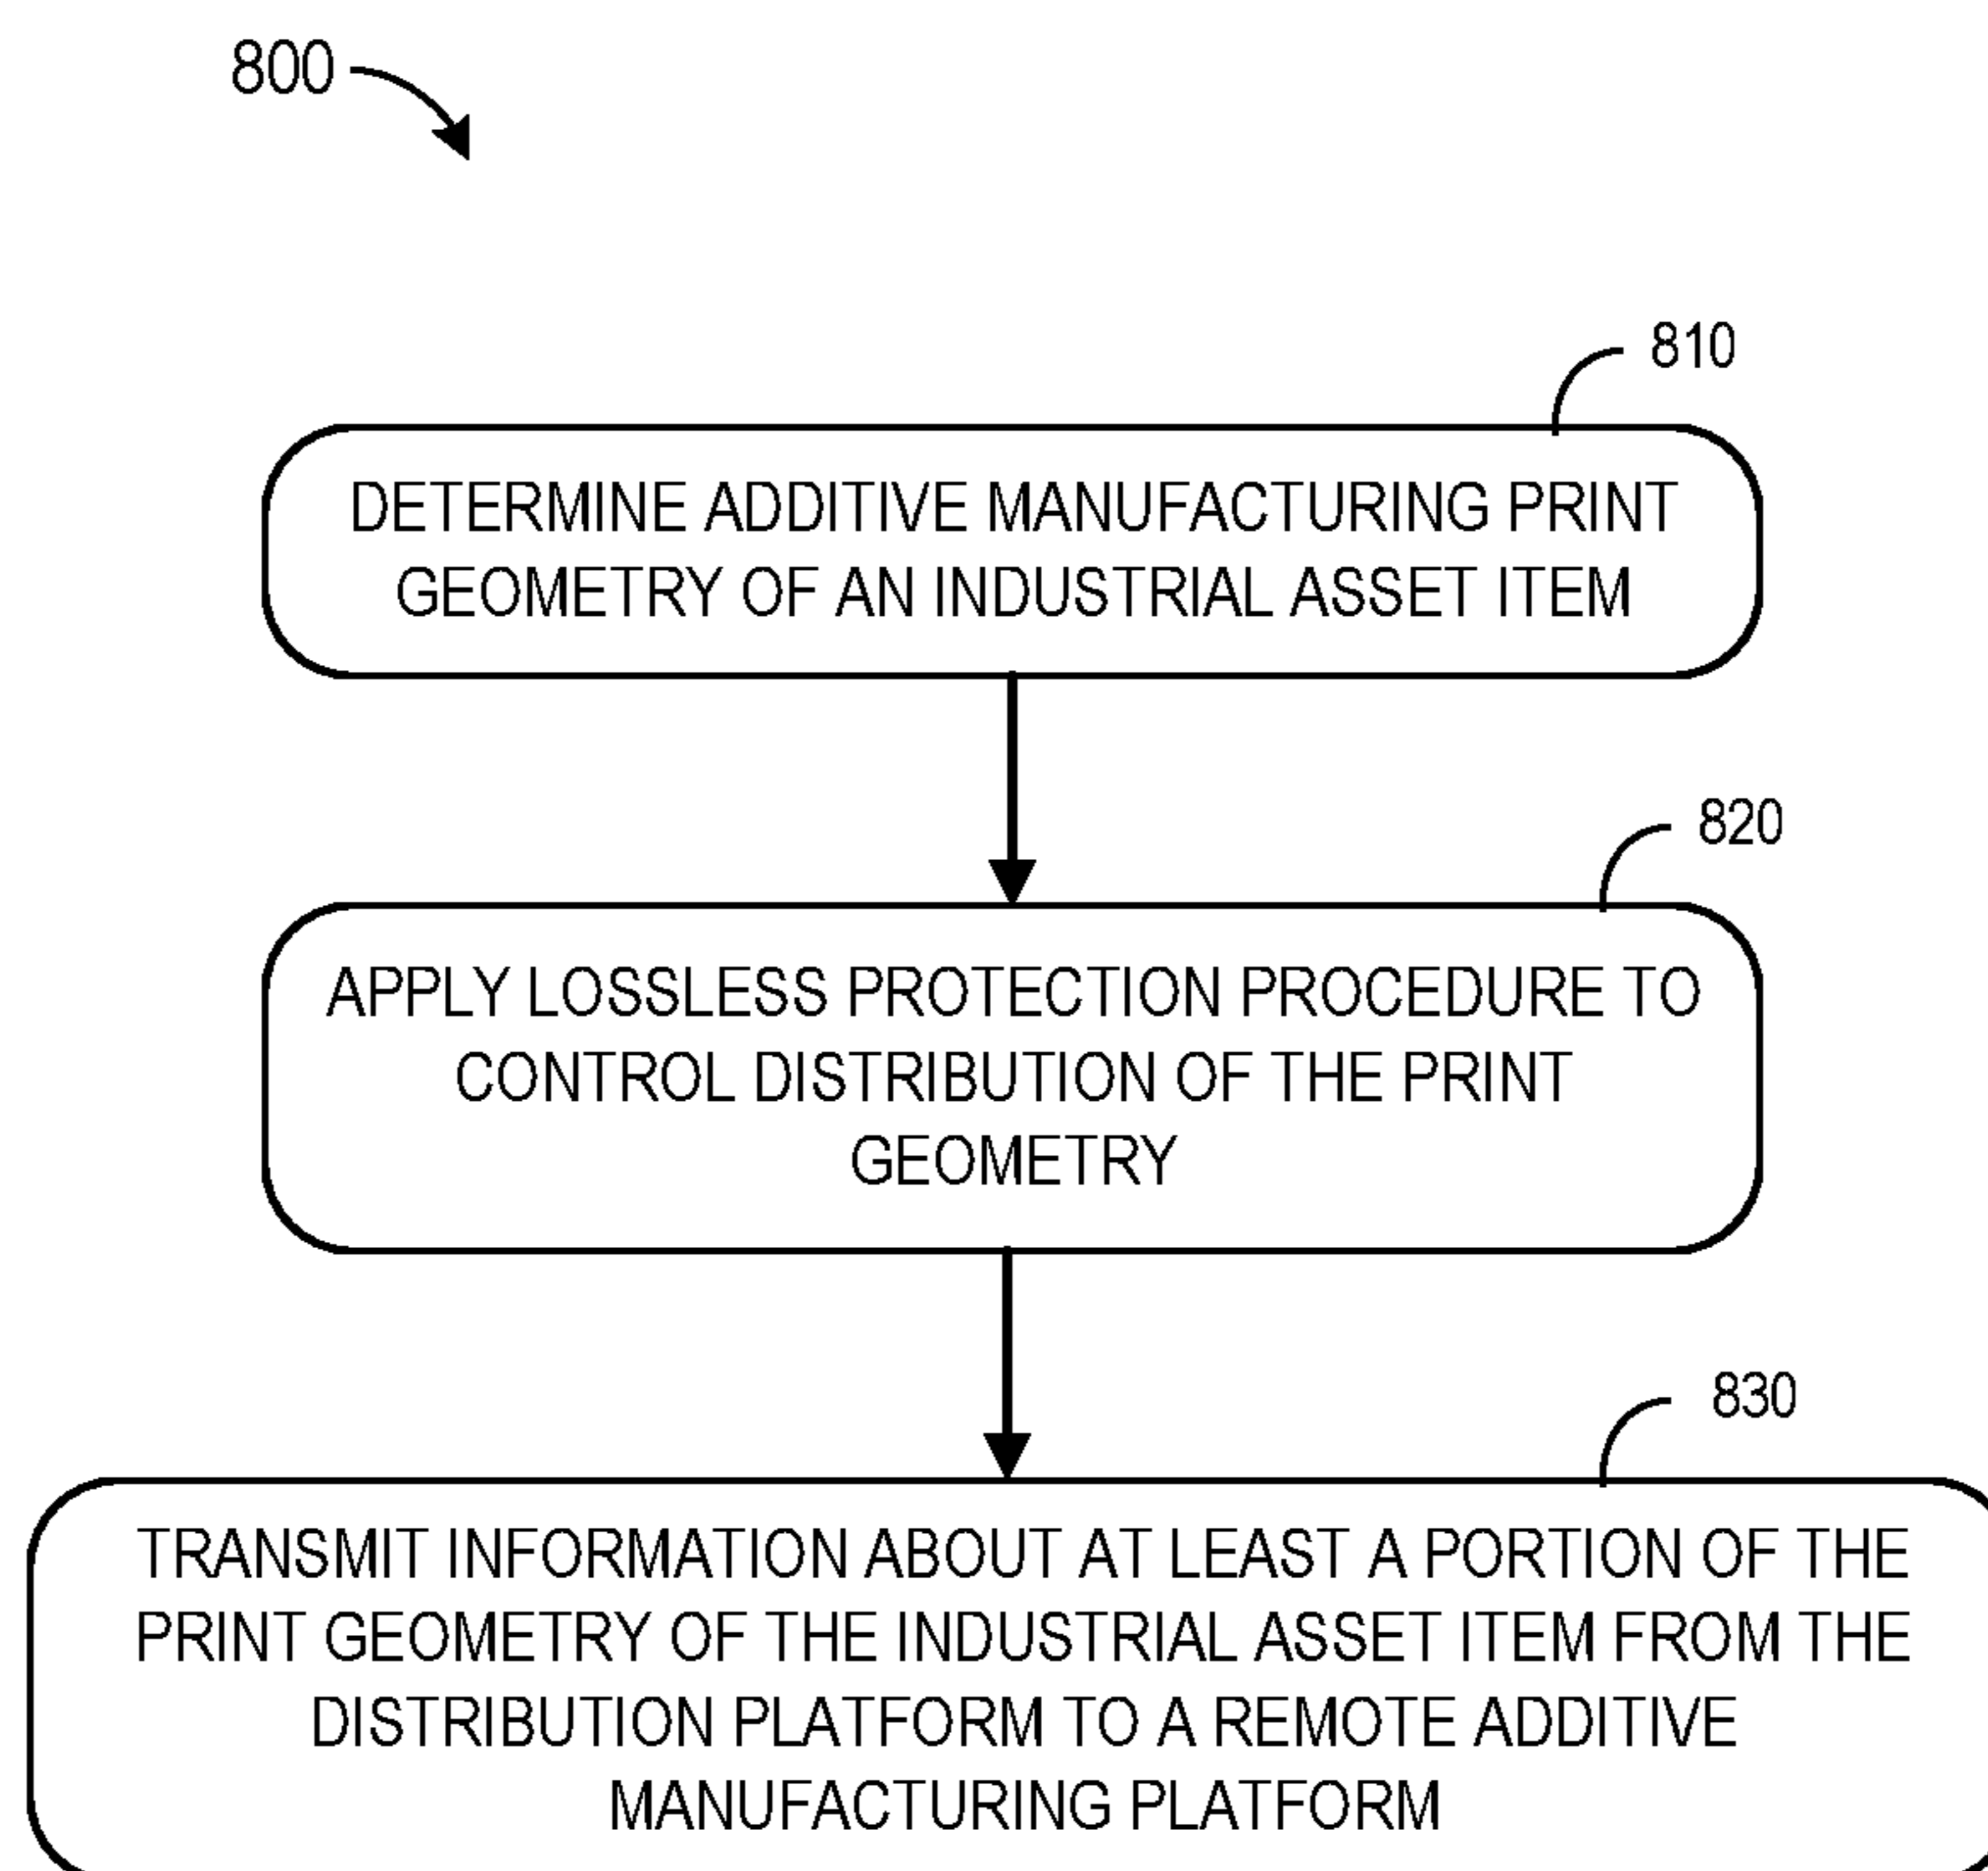 800
810
DETERMINE ADDITIVE MANUFACTURING PRINT
GEOMETRY OF AN INDUSTRIAL ASSET ITEM
820
APPLY LOSSLESS PROTECTION PROCEDURE TO
CONTROL DISTRIBUTION OF THE PRINT
GEOMETRY
830
TRANSMIT INFORMATION ABOUT AT LEAST A PORTION OF THE
PRINT GEOMETRY OF THE INDUSTRIAL ASSET ITEM FROM THE
DISTRIBUTION PLATFORM TO A REMOTE ADDITIVE
MANUFACTURING PLATFORM